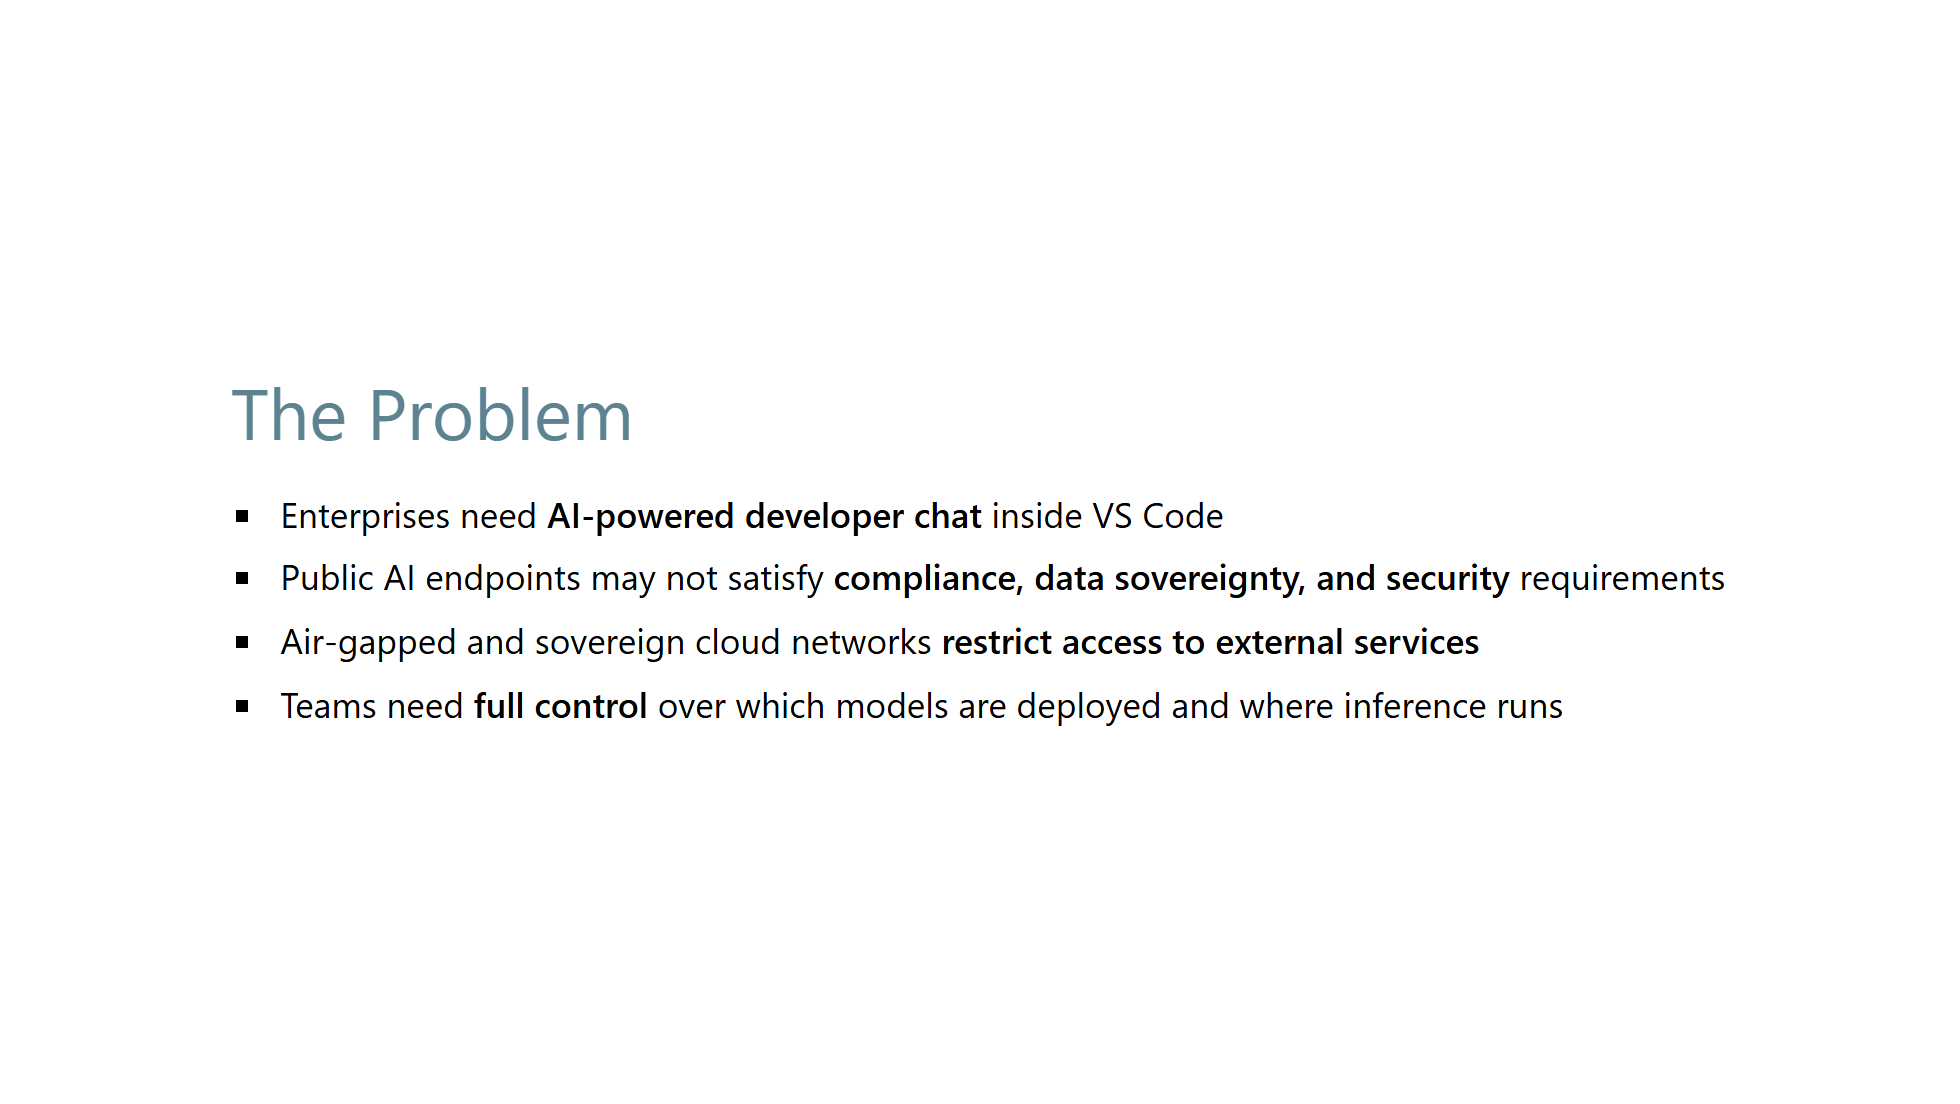 The Problem
▪ Enterprises need AI-powered developer chat inside VS Code
▪ Public AI endpoints may not satisfy compliance, data sovereignty, and security requirements
▪ Air-gapped and sovereign cloud networks restrict access to external services
▪ Teams need full control over which models are deployed and where inference runs